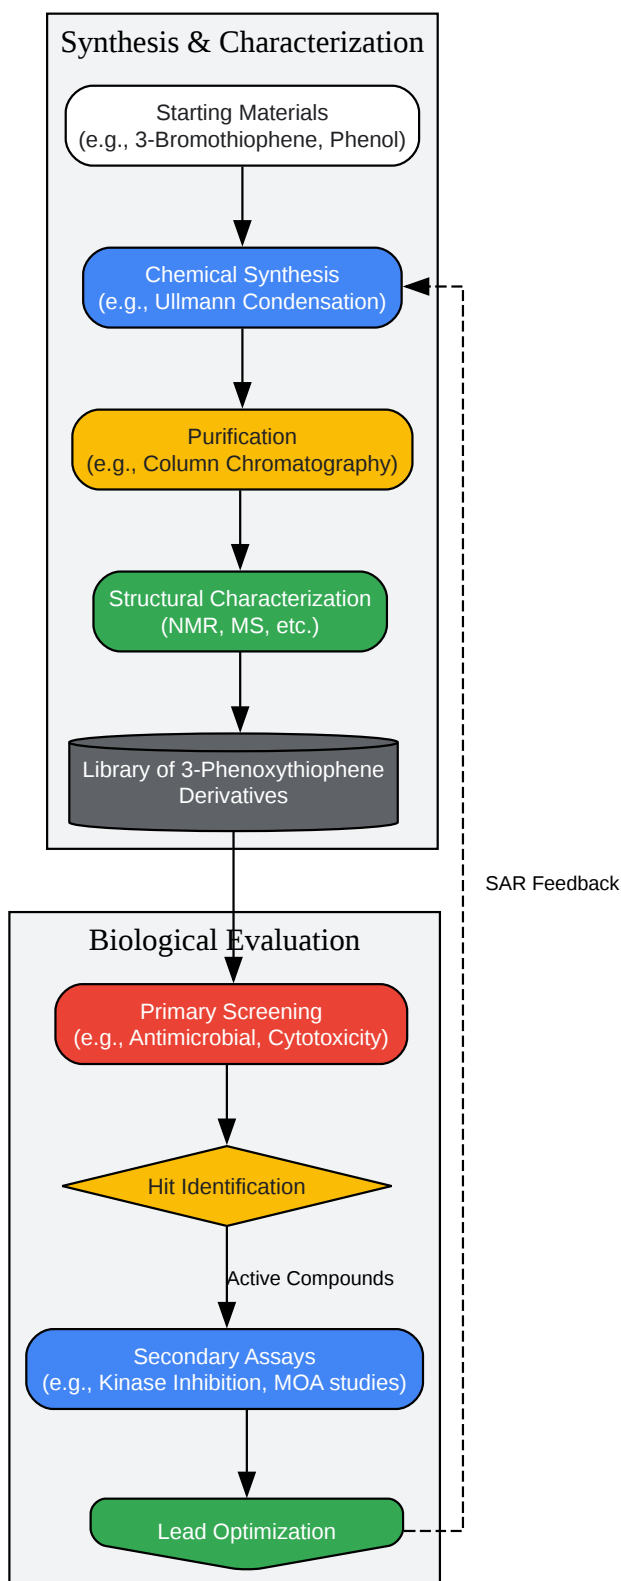 Synthesis & Characterization
Starting Materials
(e.g., 3-Bromothiophene, Phenol)
Chemical Synthesis
(e.g., Ullmann Condensation)
Purification
(e.g., Column Chromatography)
Structural Characterization
(NMR, MS, etc.)
Library of 3-Phenoxythiophene
Derivatives
SAR Feedback
Biological Evaluation
Primary Screening
(e.g., Antimicrobial, Cytotoxicity)
Hit Identification
Active Compounds
Secondary Assays
(e.g., Kinase Inhibition, MOA studies)
Lead Optimization